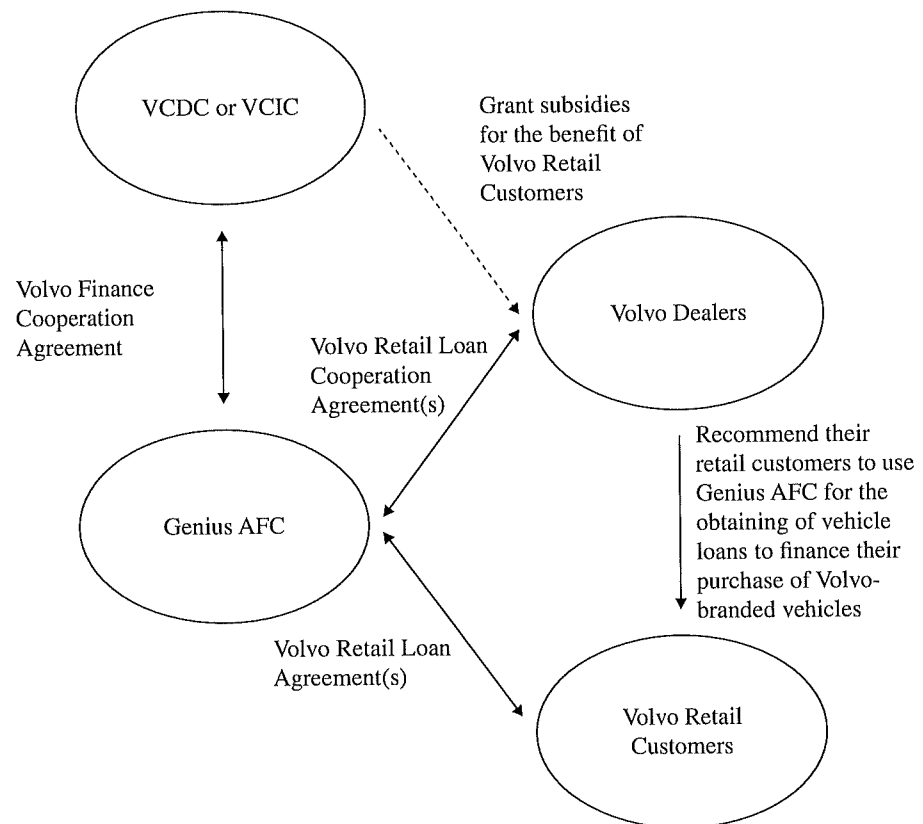 VCDC or VCIC
Grant subsidies
for the benefit of
Volvo Retail
Customers
Volvo Finance
Cooperation
Agreement
Volvo Dealers
Volvo Retail Loan
Cooperation
Agreement(s)
Genius AFC
Recommend their
retail customers to use
Genius AFC for the
obtaining of vehicle
loans to finance their
purchase of Volvo-
branded vehicles
Volvo Retail Loan
Agreement(s)
Volvo Retail
Customers